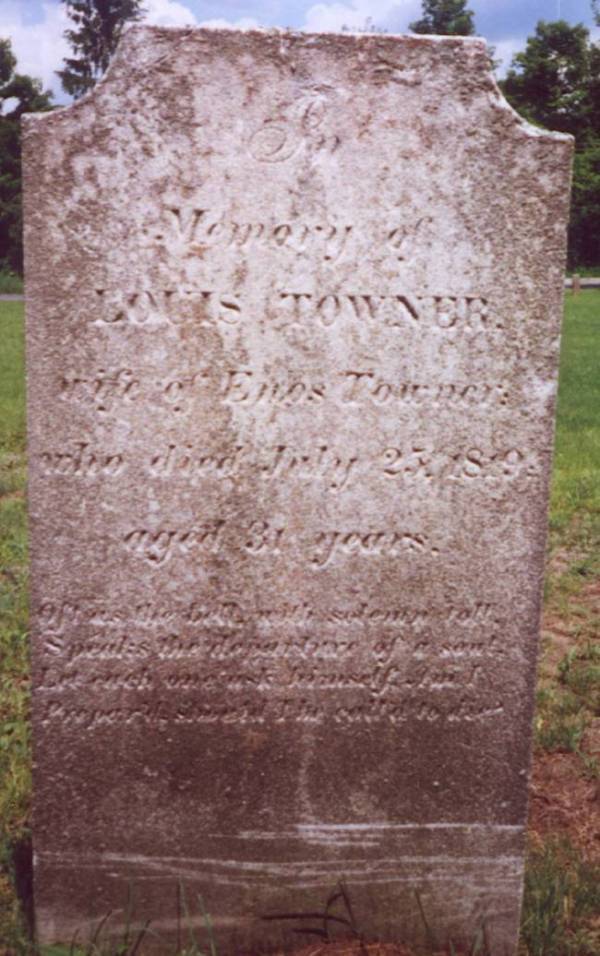 In
Memory of
LOUIS TOWNER.
wife of Enos Towner.
who died July 23, 1819.
aged 31 years.
Oft as the bell, with solemn toll,
Speaks the departure of a soul,
Let each one ask himself, Am I
Prepar'd, should I be call'd to die?